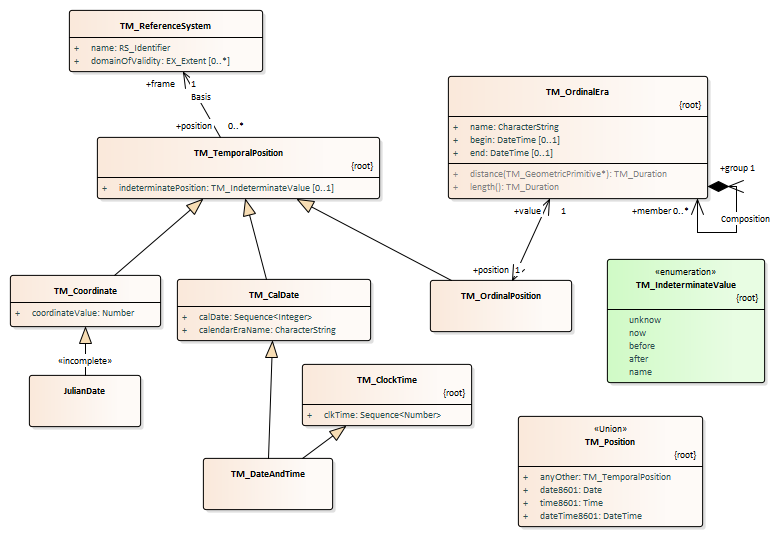 TM_ReferenceSystem
+ name: RS_Identifier
+ domainOfValidity: EX_Extent [0..*]
+frame 1
Basis
+position 0..*
TM_TemporalPosition
{root}
+ indeterminatePosition: TM_IndeterminateValue [0..1]
TM_OrdinalEra
{root}
+ name: CharacterString
+ begin: DateTime [0..1]
+ end: DateTime [0..1]
+ distance(TM_GeometricPrimitive*): TM_Duration
+ length(): TM_Duration
+group 1
+member 0..*
Composition
+value 1
+position 1
TM_Coordinate
+ coordinateValue: Number
TM_CalDate
+ calDate: Sequence<Integer>
+ calendarEraName: CharacterString
TM_OrdinalPosition
«enumeration»
TM_IndeterminateValue
{root}
unknow
now
before
after
name
«incomplete»
JulianDate
TM_ClockTime
{root}
+ clkTime: Sequence<Number>
TM_DateAndTime
«Union»
TM_Position
{root}
+ anyOther: TM_TemporalPosition
+ date8601: Date
+ time8601: Time
+ dateTime8601: DateTime